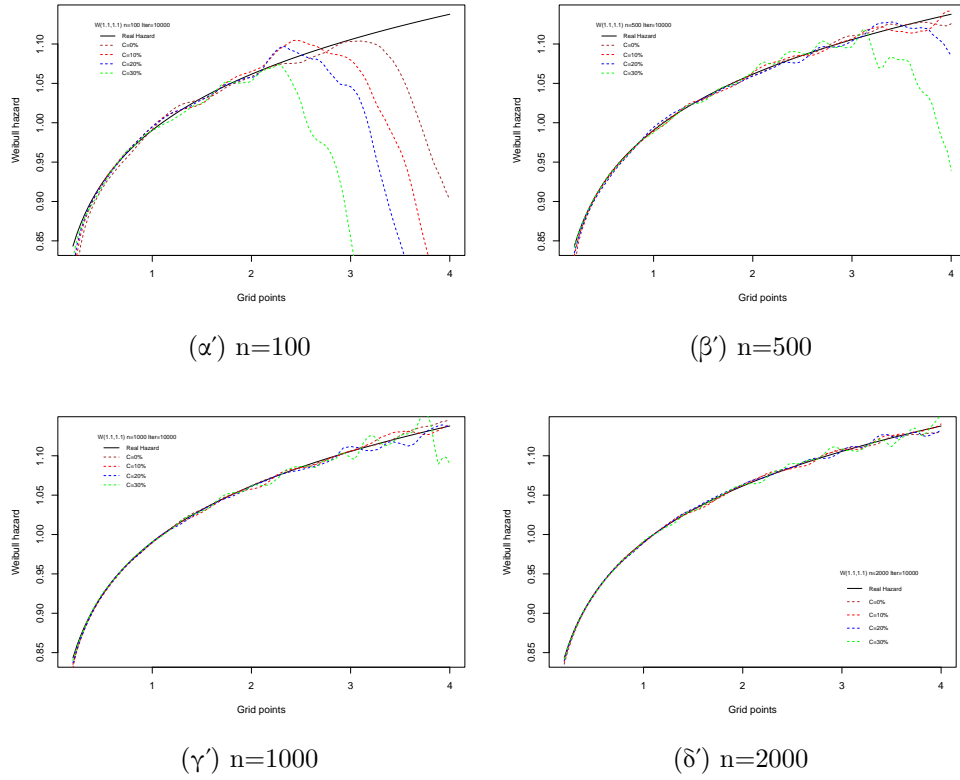 W(1.1,1.1) n=100 Iter=10000
Real Hazard
C=0%
C=10%
C=20%
C=30%
Weibull hazard
0.85 0.90 0.95 1.00 1.05 1.10
1 2 3 4
Grid points
(α′) n=100
W(1.1,1.1) n=500 Iter=10000
Real Hazard
C=0%
C=10%
C=20%
C=30%
Weibull hazard
0.85 0.90 0.95 1.00 1.05 1.10
1 2 3 4
Grid points
(β′) n=500
W(1.1,1.1) n=1000 Iter=10000
Real Hazard
C=0%
C=10%
C=20%
C=30%
Weibull hazard
0.85 0.90 0.95 1.00 1.05 1.10
1 2 3 4
Grid points
(γ′) n=1000
W(1.1,1.1) n=2000 Iter=10000
Real Hazard
C=0%
C=10%
C=20%
C=30%
Weibull hazard
0.85 0.90 0.95 1.00 1.05 1.10
1 2 3 4
Grid points
(δ′) n=2000